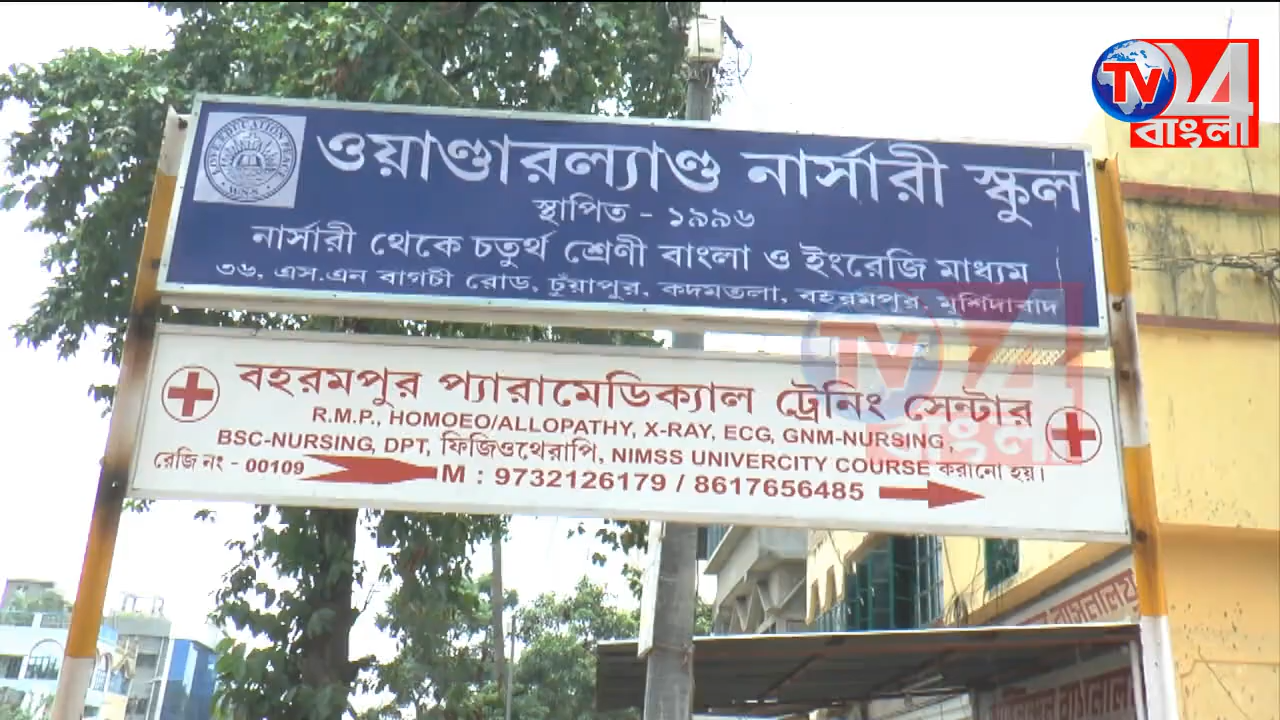 TV 24
বাংলা
ওয়াণ্ডারল্যাণ্ড নার্সারী স্কুল
স্থাপিত - ১৯৯৬
নার্সারী থেকে চতুর্থ শ্রেণী বাংলা ও ইংরেজি মাধ্যম
৩৬, এস.এন বাগচী রোড, চুঁয়াপুর, কদমতলা, বহরমপুর, মুর্শিদাবাদ
বহরমপুর প্যারামেডিক্যাল ট্রেনিং সেন্টার
R.M.P., HOMOEO/ALLOPATHY, X-RAY, ECG, GNM-NURSING,
BSC-NURSING, DPT, ফিজিওথেরাপি, NIMSS UNIVERCITY COURSE করানো হয়।
রেজি নং - 00109 M : 9732126179 / 8617656485